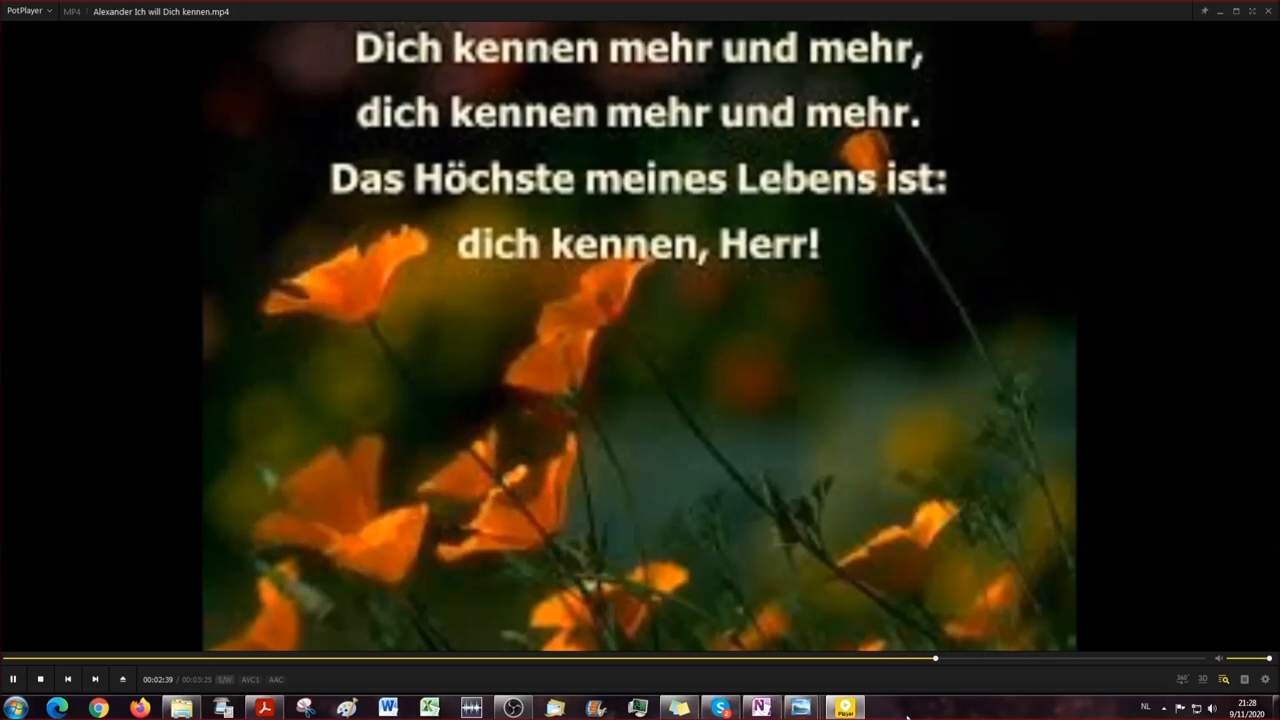 PotPlayer
MP4
Alexander Ich will Dich kennen.mp4
Dich kennen mehr und mehr,
dich kennen mehr und mehr.
Das Höchste meines Lebens ist:
dich kennen, Herr!
00:02:39 / 00:03:25 S/W AVC1 AAC
360° 3D
NL
21:28
9/11/2020